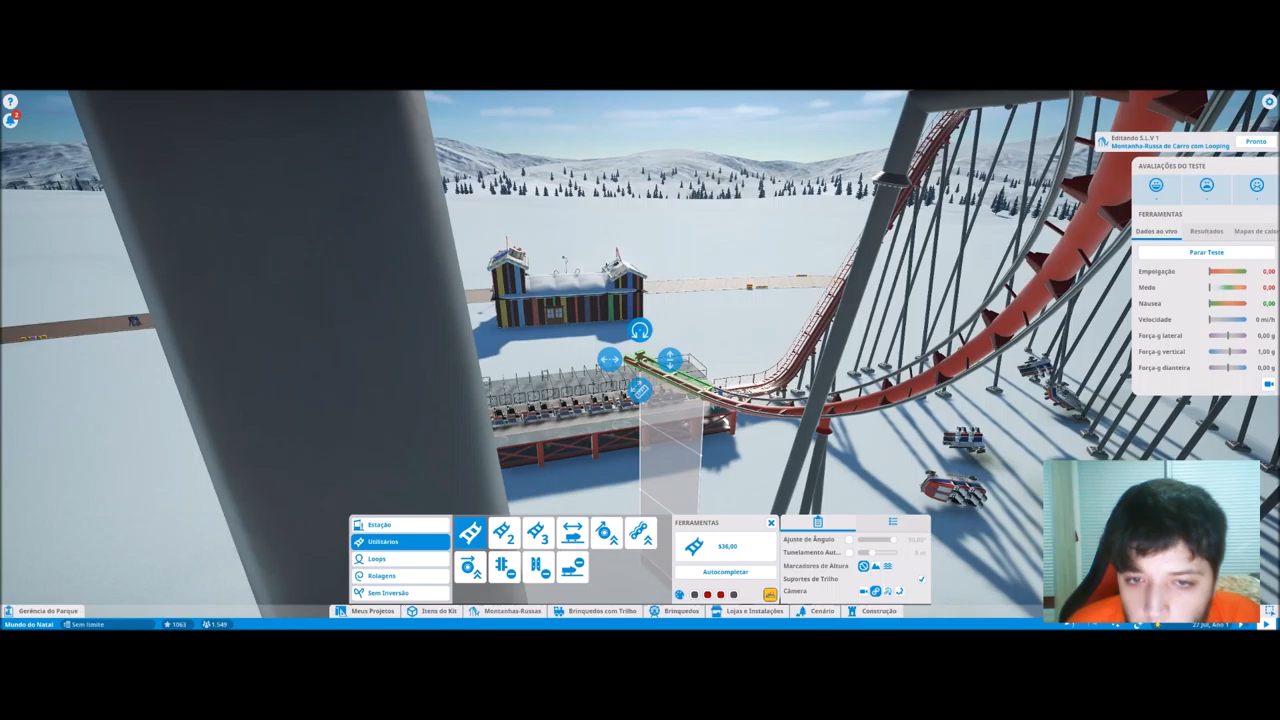 ?
2
Editando S.L.V 1
Montanha-Russa de Carro com Looping
Pronto
AVALIAÇÕES DO TESTE
FERRAMENTAS
Dados ao vivo
Resultados
Mapas de calor
Parar Teste
Empolgação 0,00
Medo 0,00
Náusea 0,00
Velocidade 0 mi/h
Força-g lateral 0,00 g
Força-g vertical 1,00 g
Força-g dianteira 0,00 g
Estação
Utilitários
Loops
Rolagens
Sem Inversão
2
3
FERRAMENTAS
$36,00
Autocompletar
Ajuste de Ângulo
Tunelamento Aut...
Marcadores de Altura
Suportes de Trilho
Câmera
Gerência do Parque
Meus Projetos
Itens do Kit
Montanhas-Russas
Brinquedos com Trilho
Brinquedos
Lojas e Instalações
Cenário
Construção
Mundo do Natal
Sem limite
1063
1.549
27 Jul, Ano 1